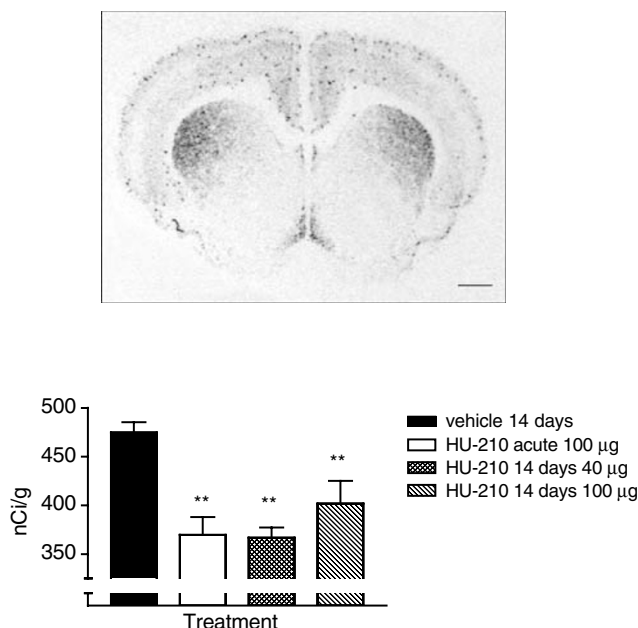 500
450
400
350
nCi/g
**
**
**
Treatment
vehicle 14 days
HU-210 acute 100 μg
HU-210 14 days 40 μg
HU-210 14 days 100 μg